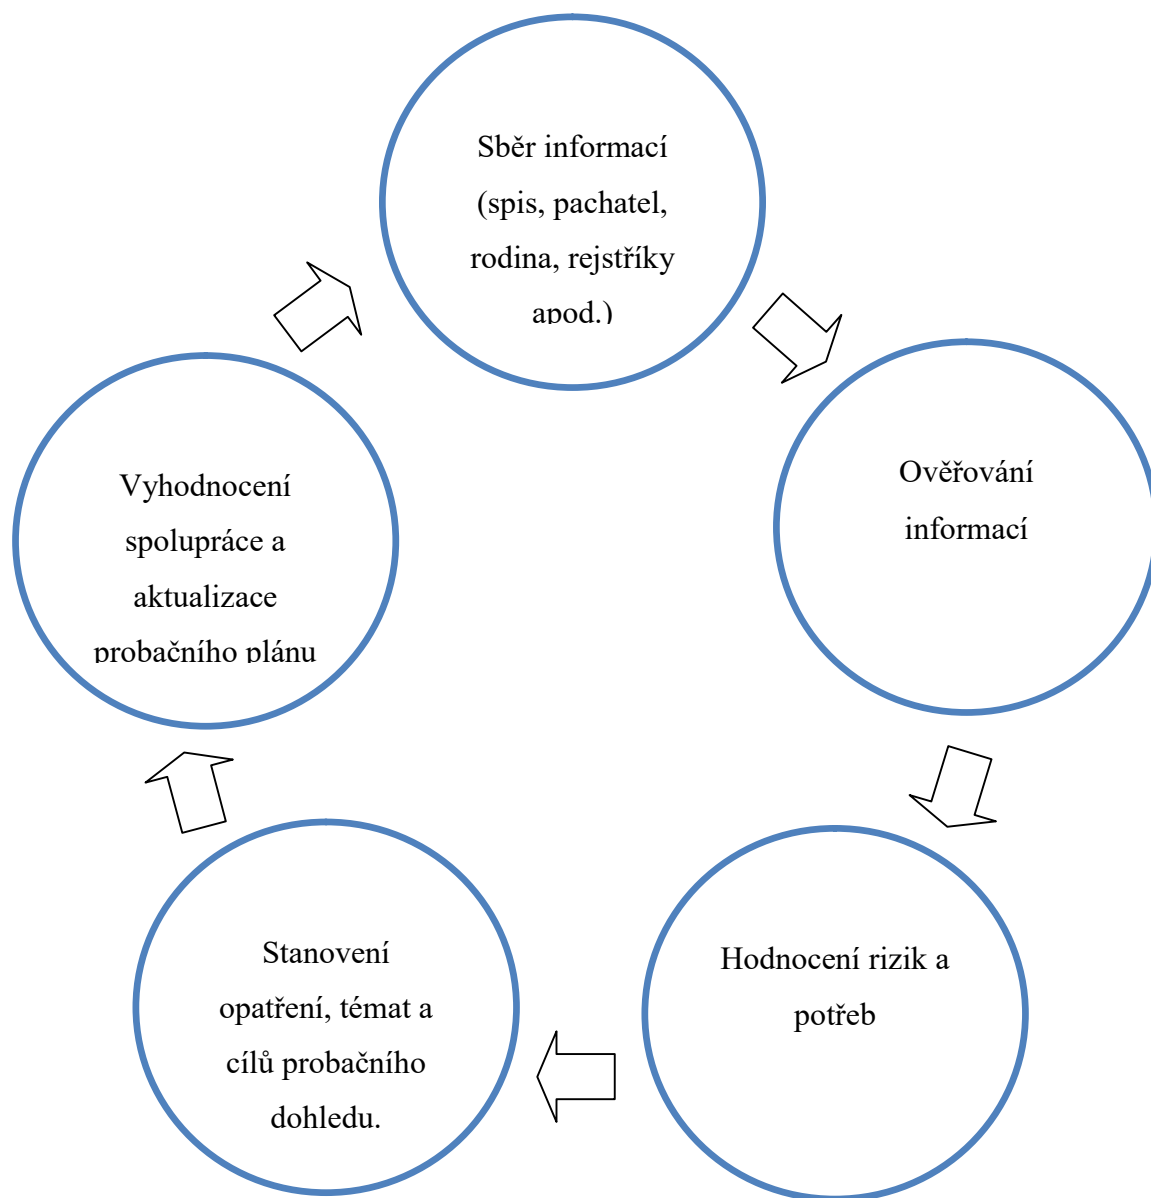 Sběr informací
(spis, pachatel,
rodina, rejstříky
apod.)
Ověřování
informací
Hodnocení rizik a
potřeb
Stanovení
opatření, témat a
cílů probačního
dohledu.
Vyhodnocení
spolupráce a
aktualizace
probačního plánu